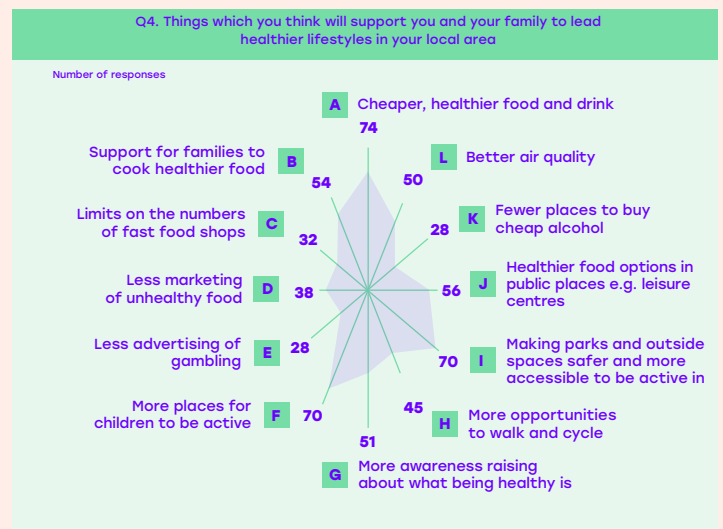 Q4. Things which you think will support you and your family to lead
healthier lifestyles in your local area
Number of responses
A
Cheaper, healthier food and drink
74
B
Support for families to
cook healthier food
54
C
Limits on the numbers
of fast food shops
32
D
Less marketing
of unhealthy food
38
E
Less advertising of
gambling
28
F
More places for
children to be active
70
G
More awareness raising
about what being healthy is
51
H
More opportunities
to walk and cycle
45
I
Making parks and outside
spaces safer and more
accessible to be active in
70
J
Healthier food options in
public places e.g. leisure
centres
56
K
Fewer places to buy
cheap alcohol
28
L
Better air quality
50